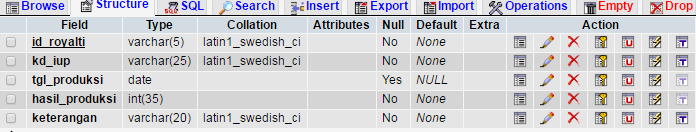 Browse Structure SQL Search Insert Export Import Operations Empty Drop
Field Type Collation Attributes Null Default Extra Action
id_royalti varchar(5) latin1_swedish_ci No None
kd_iup varchar(25) latin1_swedish_ci No None
tgl_produksi date Yes NULL
hasil_produksi int(35) No None
keterangan varchar(20) latin1_swedish_ci No None